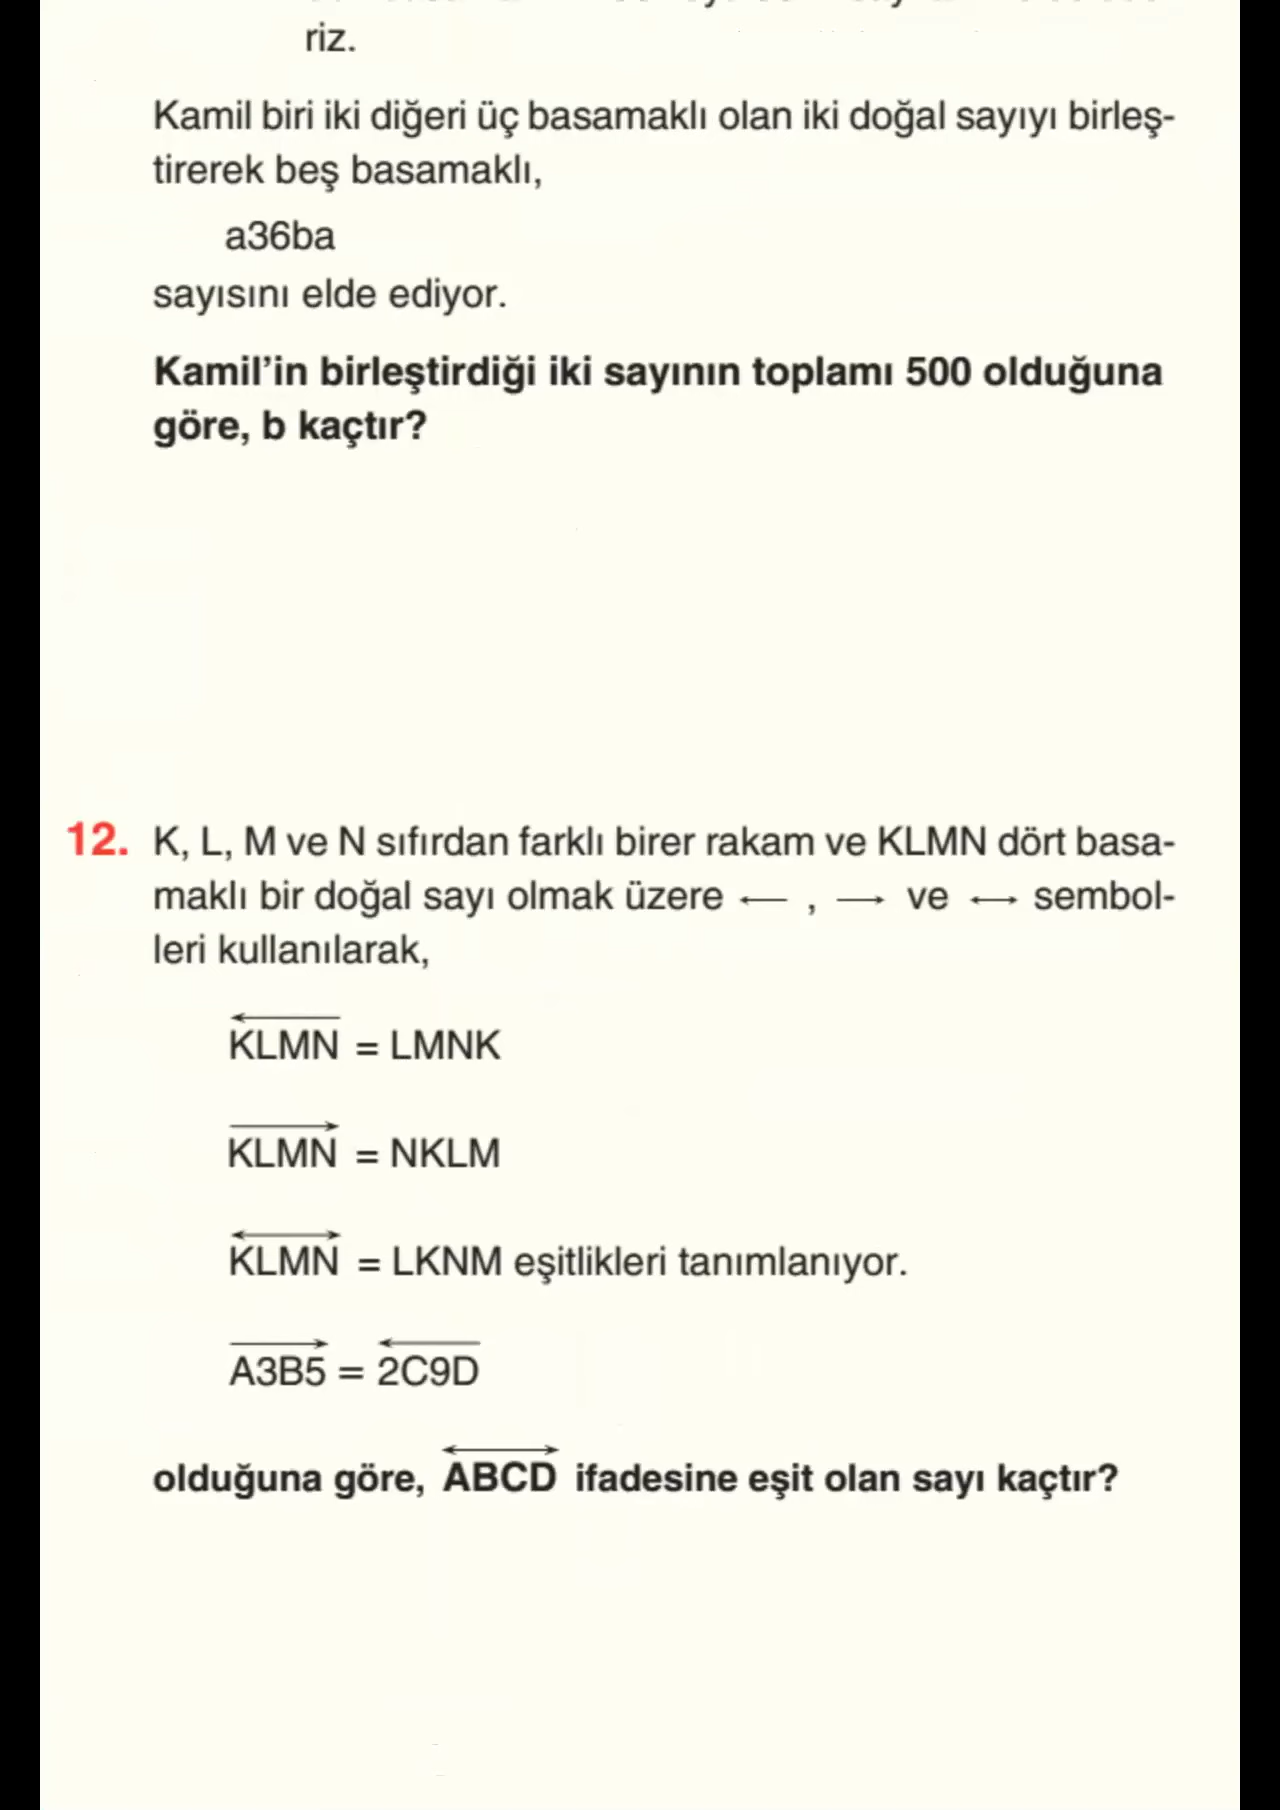 riz.
Kamil biri iki diğeri üç basamaklı olan iki doğal sayıyı birleş-
tirerek beş basamaklı,
a36ba
sayısını elde ediyor.
Kamil'in birleştirdiği iki sayının toplamı 500 olduğuna
göre, b kaçtır?
12. K, L, M ve N sıfırdan farklı birer rakam ve KLMN dört basa-
maklı bir doğal sayı olmak üzere ← , → ve ↔ sembol-
leri kullanılarak,
KLMN = LMNK
KLMN = NKLM
KLMN = LKNM eşitlikleri tanımlanıyor.
A3B5 = 2C9D
olduğuna göre, ABCD ifadesine eşit olan sayı kaçtır?